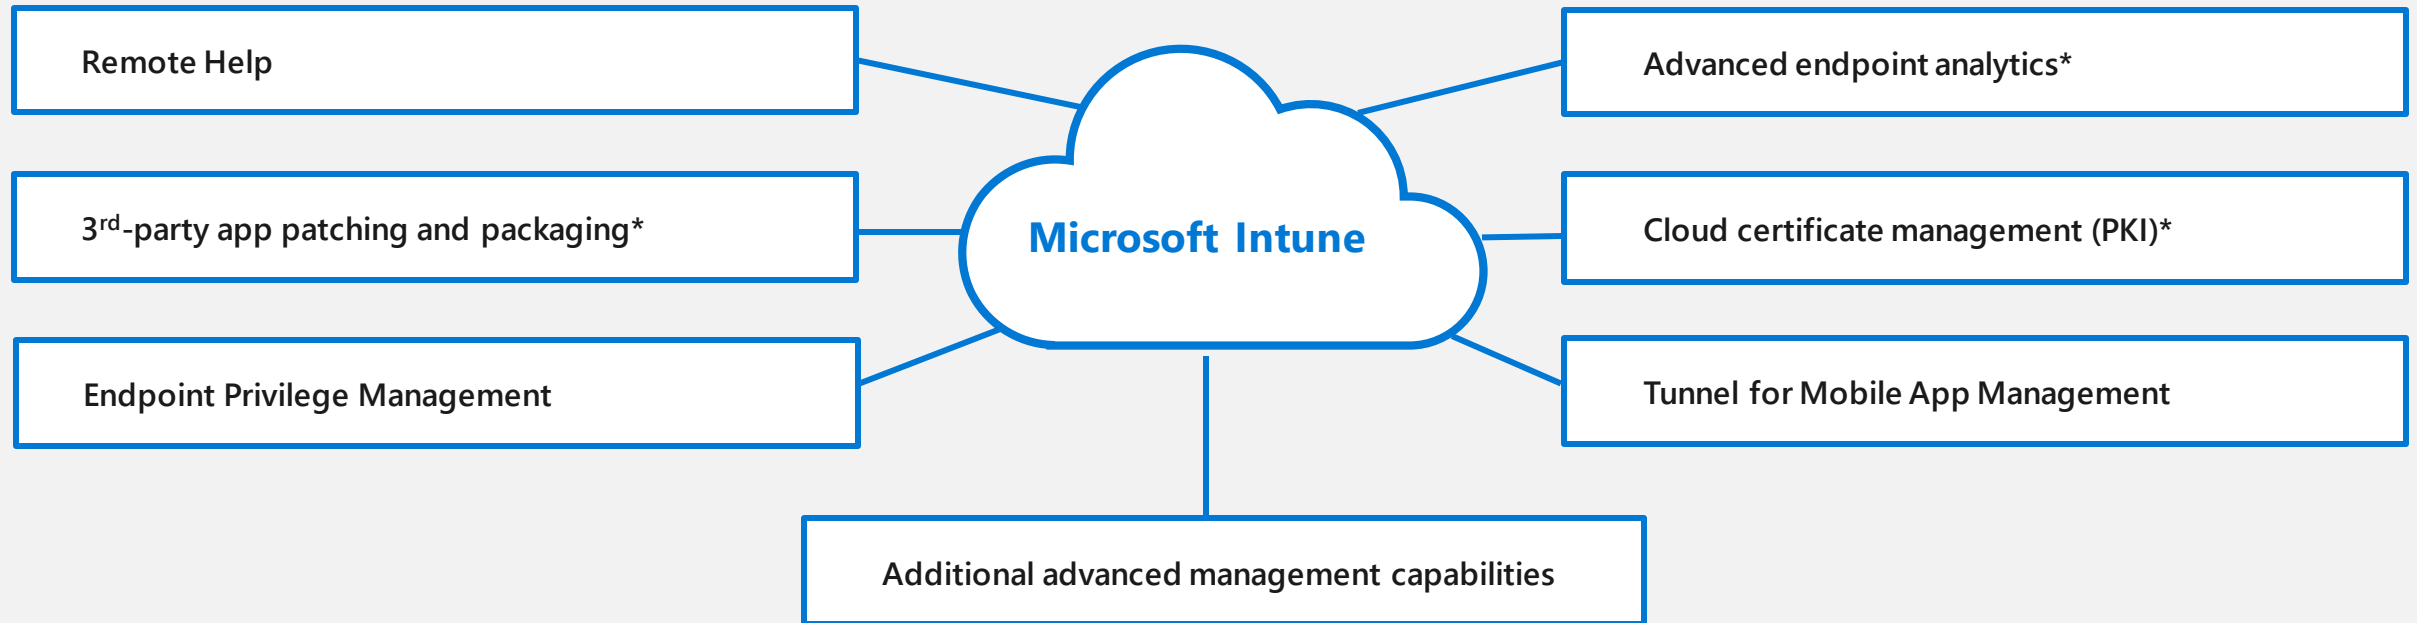 Remote Help
3rd-party app patching and packaging*
Endpoint Privilege Management
Microsoft Intune
Advanced endpoint analytics*
Cloud certificate management (PKI)*
Tunnel for Mobile App Management
Additional advanced management capabilities